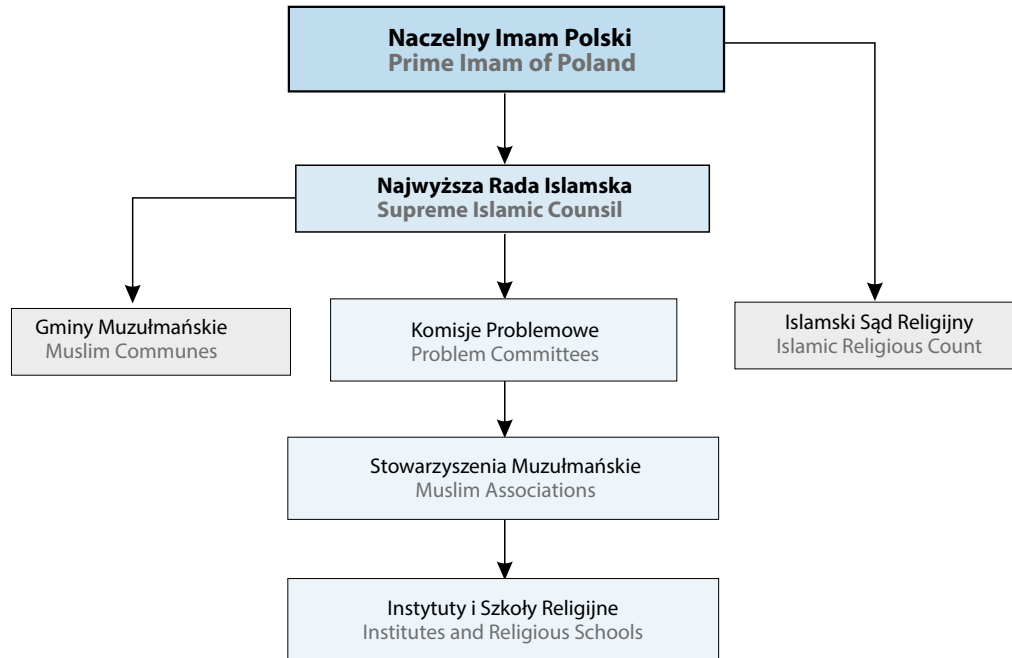 Naczelny Imam Polski
Prime Imam of Poland
Najwyższa Rada Islamska
Supreme Islamic Counsil
Gminy Muzułmańskie
Muslim Communes
Komisje Problemowe
Problem Committees
Islamski Sąd Religijny
Islamic Religious Count
Stowarzyszenia Muzułmańskie
Muslim Associations
Instytuty i Szkoły Religijne
Institutes and Religious Schools